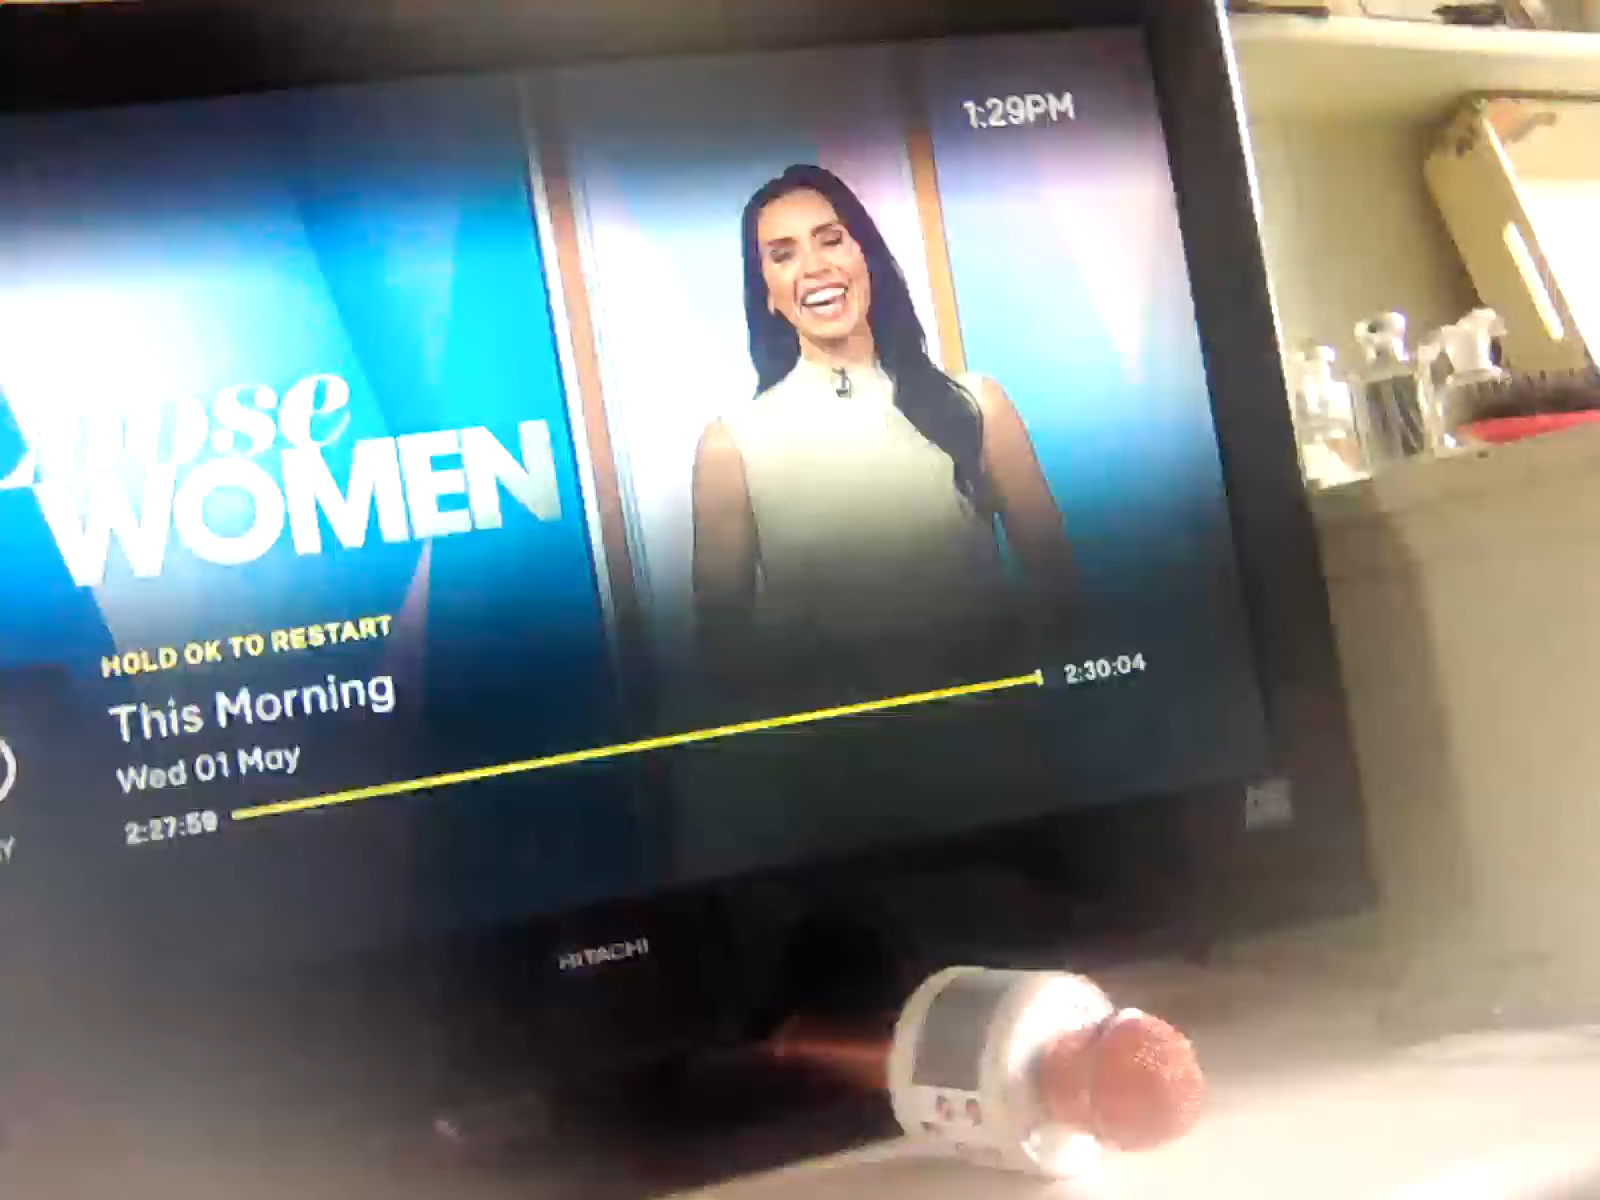 1:29PM
WOMEN
HOLD OK TO RESTART
This Morning
Wed 01 May
2:27:59
2:30:04
HITACHI